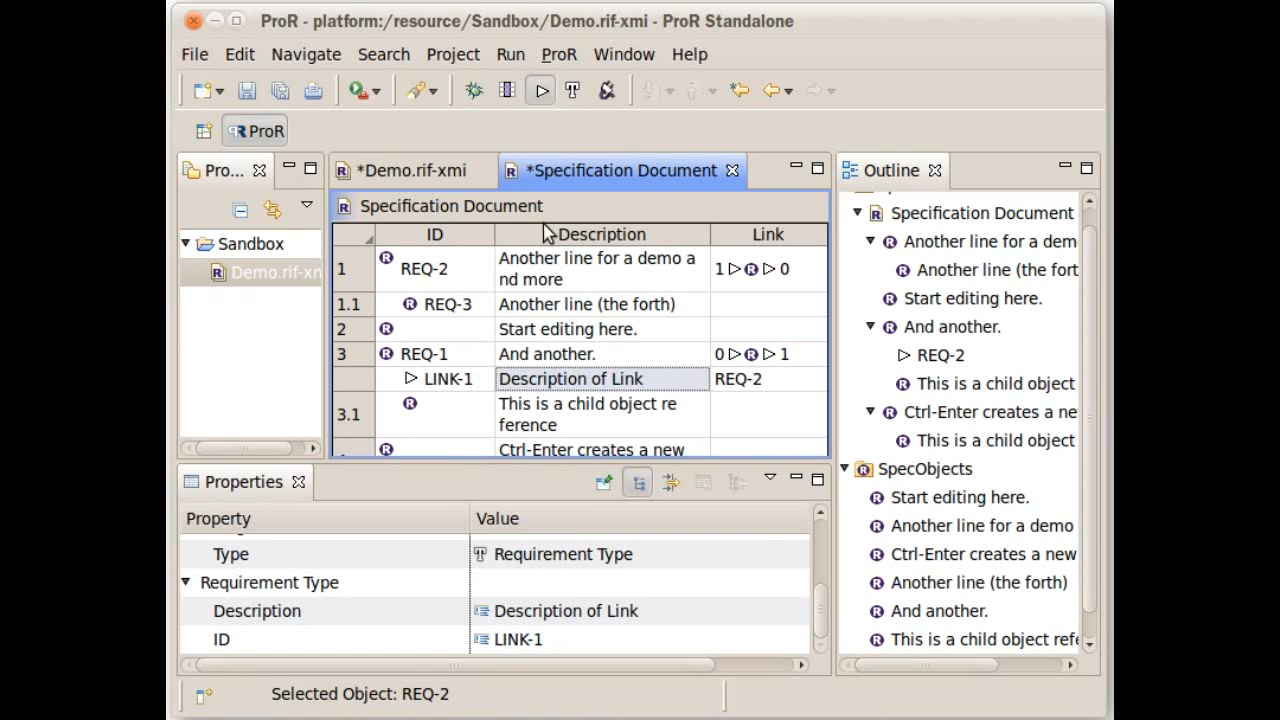 ProR - platform:/resource/Sandbox/Demo.rif-xmi - ProR Standalone
File Edit Navigate Search Project Run ProR Window Help
ProR
Pro...
*Demo.rif-xmi
*Specification Document
Outline
Specification Document
ID Description Link
1 REQ-2 Another line for a demo a
nd more
1 0
1.1 REQ-3 Another line (the forth)
2 Start editing here.
3 REQ-1 And another. 0 1
LINK-1 Description of Link REQ-2
3.1 This is a child object re
ference
Ctrl-Enter creates a new
Sandbox
Demo.rif-xn
Specification Document
Another line for a dem
Another line (the fort
Start editing here.
And another.
REQ-2
This is a child object
Ctrl-Enter creates a ne
This is a child object
SpecObjects
Start editing here.
Another line for a demo
Ctrl-Enter creates a new
Another line (the forth)
And another.
This is a child object refe
Properties
Property Value
Type Requirement Type
Requirement Type
Description Description of Link
ID LINK-1
Selected Object: REQ-2